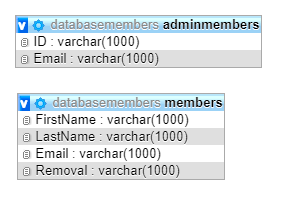 v databasemembers adminmembers
ID : varchar(1000)
Email : varchar(1000)
v databasemembers members
FirstName : varchar(1000)
LastName : varchar(1000)
Email : varchar(1000)
Removal : varchar(1000)